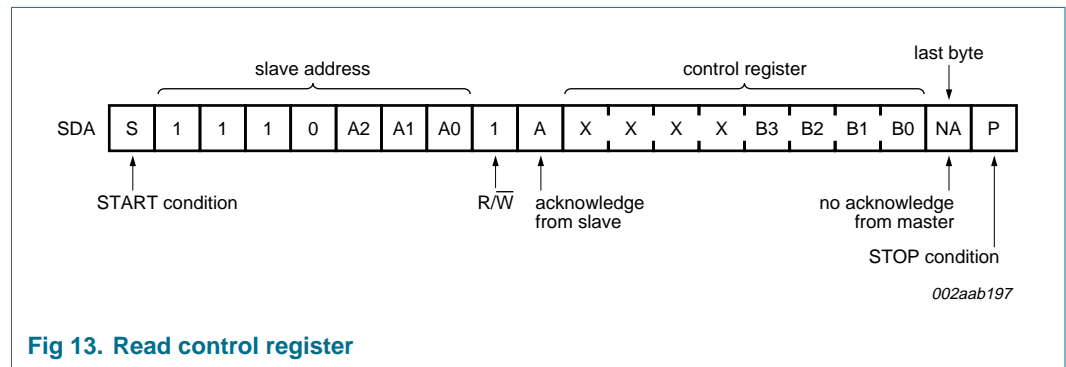 last byte
slave address control register
SDA S 1 1 1 0 A2 A1 A0 1 A X X X X B3 B2 B1 B0 NA P
START condition R/W̅ acknowledge from slave no acknowledge from master
STOP condition
002aab197
Fig 13. Read control register